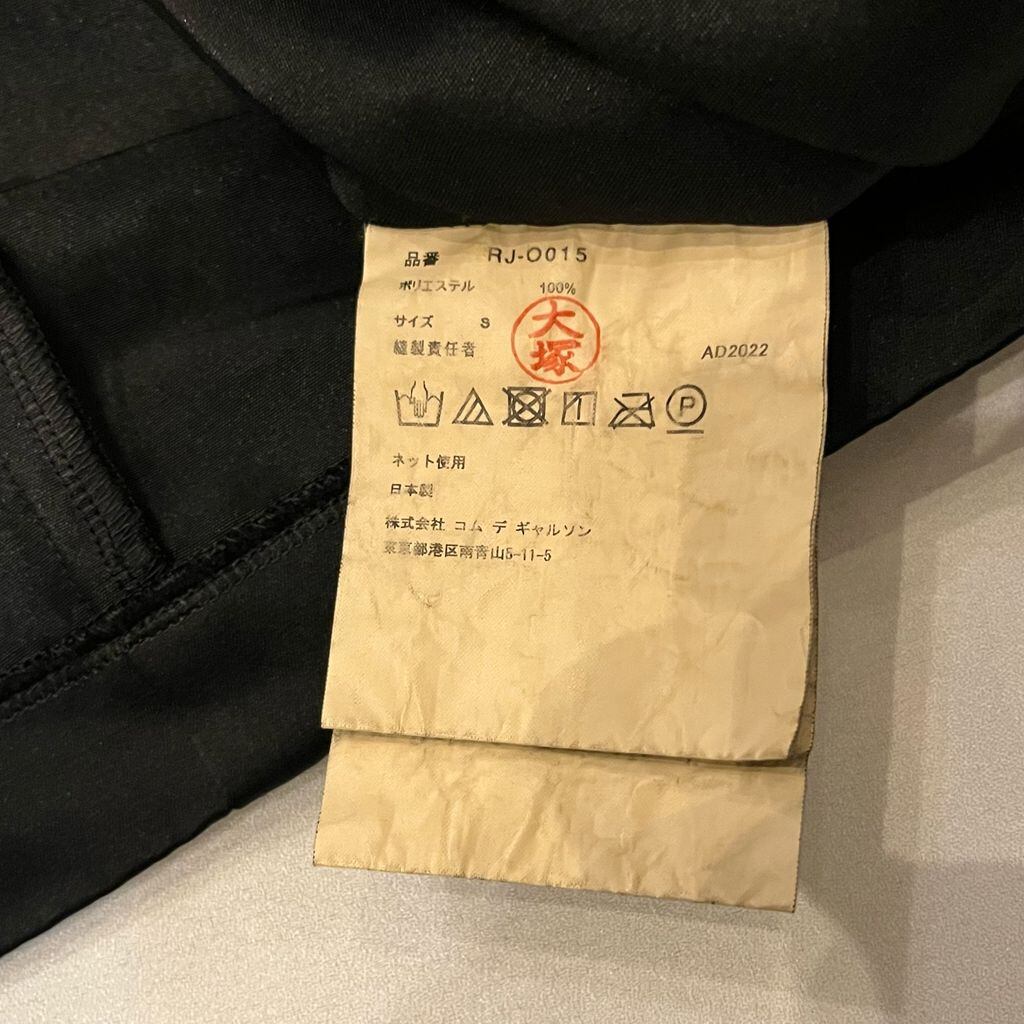 品番 RJ-O015
ポリエステル 100%
サイズ S
縫製責任者 大塚 AD2022
P
ネット使用
日本製
株式会社 コム デ ギャルソン
東京都港区南青山5-11-5